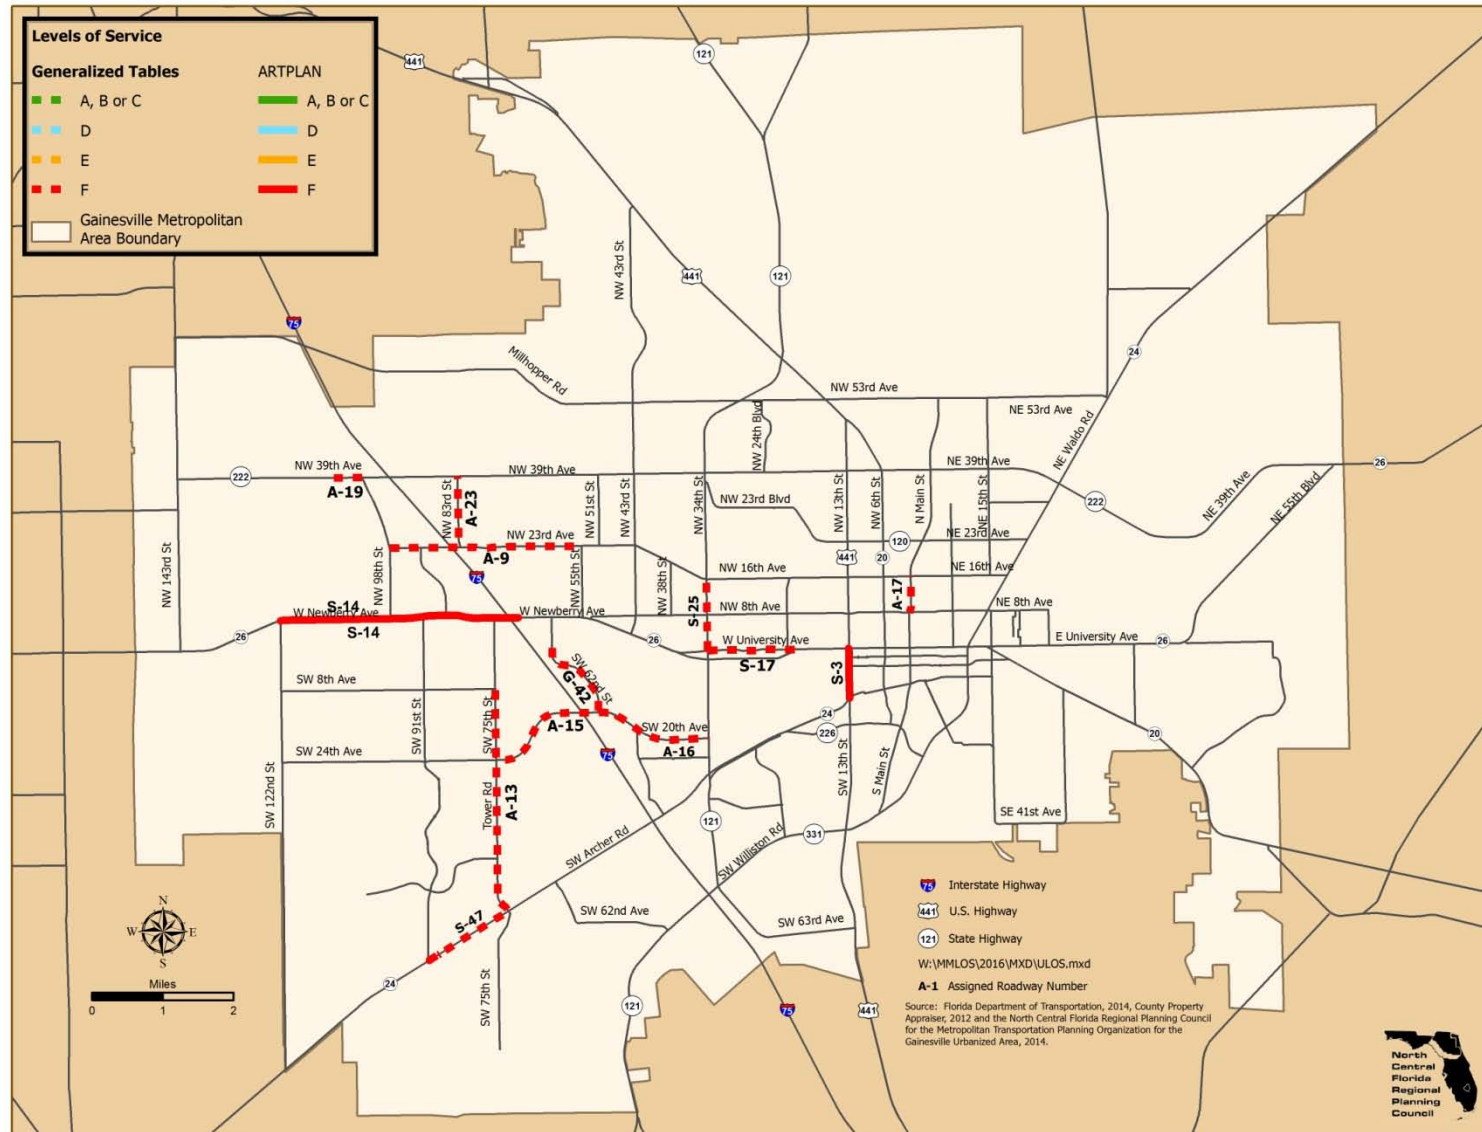 Levels of Service
Generalized Tables
ARTPLAN
A, B or C
A, B or C
D
D
E
E
F
F
Gainesville Metropolitan
Area Boundary
441
121
441
121
75
24
NW 43rd St
Millhopper Rd
NW 53rd Ave
NE 53rd Ave
NW 24th Blvd
NE Waldo Rd
222
NW 39th Ave
A-19
NW 39th Ave
NE 39th Ave
26
NE 39th Ave
NE 55th Blvd
222
NW 83rd St
A-23
NW 51st St
NW 43rd St
NW 34th St
NW 23rd Blvd
NW 13th St
NW 6th St
N Main St
NE 15th St
NW 23rd Ave
A-9
120
NE 23rd Ave
441
20
NW 143rd St
NW 98th St
75
NW 55th St
NW 38th St
NW 16th Ave
NE 16th Ave
S-25
A-17
S-14
W Newberry Ave
S-14
W Newberry Ave
NW 8th Ave
NE 8th Ave
26
26
W University Ave
E University Ave
26
S-17
S-3
SW 62nd St
G-42
SW 8th Ave
SW 91st St
SW 75th St
A-15
SW 20th Ave
A-16
24
226
20
SW 24th Ave
75
SW 122nd St
Tower Rd
A-13
SW 13th St
S Main St
121
331
SE 41st Ave
SW Archer Rd
SW Williston Rd
SW 62nd Ave
SW 63rd Ave
S-47
24
SW 75th St
121
75
441
N
W
E
S
Miles
0
1
2
75
Interstate Highway
441
U.S. Highway
121
State Highway
W:\MMLOS\2016\MXD\ULOS.mxd
A-1 Assigned Roadway Number
Source: Florida Department of Transportation, 2014, County Property
Appraiser, 2012 and the North Central Florida Regional Planning Council
for the Metropolitan Transportation Planning Organization for the
Gainesville Urbanized Area, 2014.
North
Central
Florida
Regional
Planning
Council